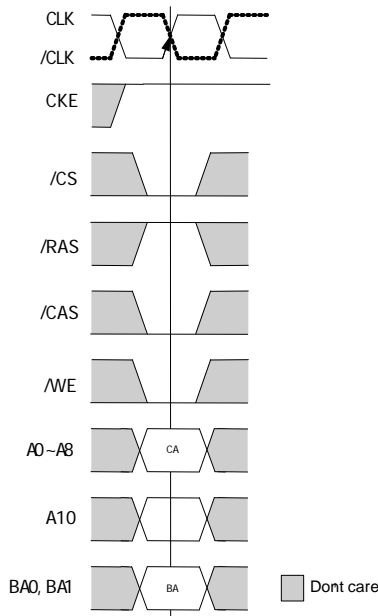 CLK
/CLK
CKE
/CS
/RAS
/CAS
/WE
A0~A8
CA
A10
BA0, BA1
BA
Dont care